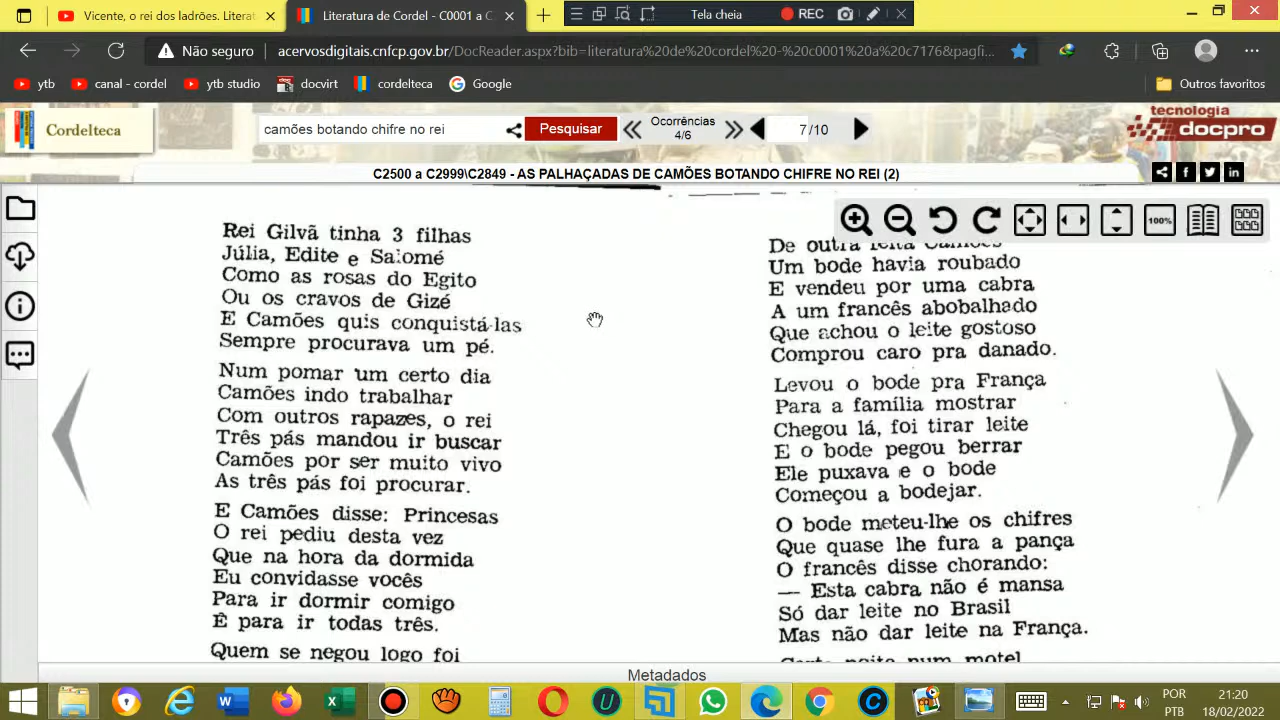 Vicente, o rei dos ladrões. Literat
Literatura de Cordel - C0001 a C
Tela cheia
REC
Não seguro
acervosdigitais.cnfcp.gov.br/DocReader.aspx?bib=literatura%20de%20cordel%20-%20c0001%20a%20c7176&pagfi...
ytb
canal - cordel
ytb studio
docvirt
cordelteca
Google
Outros favoritos
Cordelteca
camões botando chifre no rei
Pesquisar
Ocorrências
4/6
7/10
tecnologia
docpro
C2500 a C2999\C2849 - AS PALHAÇADAS DE CAMÕES BOTANDO CHIFRE NO REI (2)
100%
Rei Gilvã tinha 3 filhas
Júlia, Edite e Salomé
Como as rosas do Egito
Ou os cravos de Gizé
E Camões quis conquistá-las
Sempre procurava um pé.
Num pomar um certo dia
Camões indo trabalhar
Com outros rapazes, o rei
Três pás mandou ir buscar
Camões por ser muito vivo
As três pás foi procurar.
E Camões disse: Princesas
O rei pediu desta vez
Que na hora da dormida
Eu convidasse vocês
Para ir dormir comigo
Ê para ir todas três.
Quem se negou logo foi
De outra feita Camões
Um bode havia roubado
E vendeu por uma cabra
A um francês abobalhado
Que achou o leite gostoso
Comprou caro pra danado.
Levou o bode pra França
Para a família mostrar
Chegou lá, foi tirar leite
E o bode pegou berrar
Ele puxava e o bode
Começou a bodejar.
O bode meteu-lhe os chifres
Que quase lhe fura a pança
O francês disse chorando:
— Esta cabra não é mansa
Só dar leite no Brasil
Mas não dar leite na França.
Certa noite num motel
Metadados
POR
PTB
21:20
18/02/2022